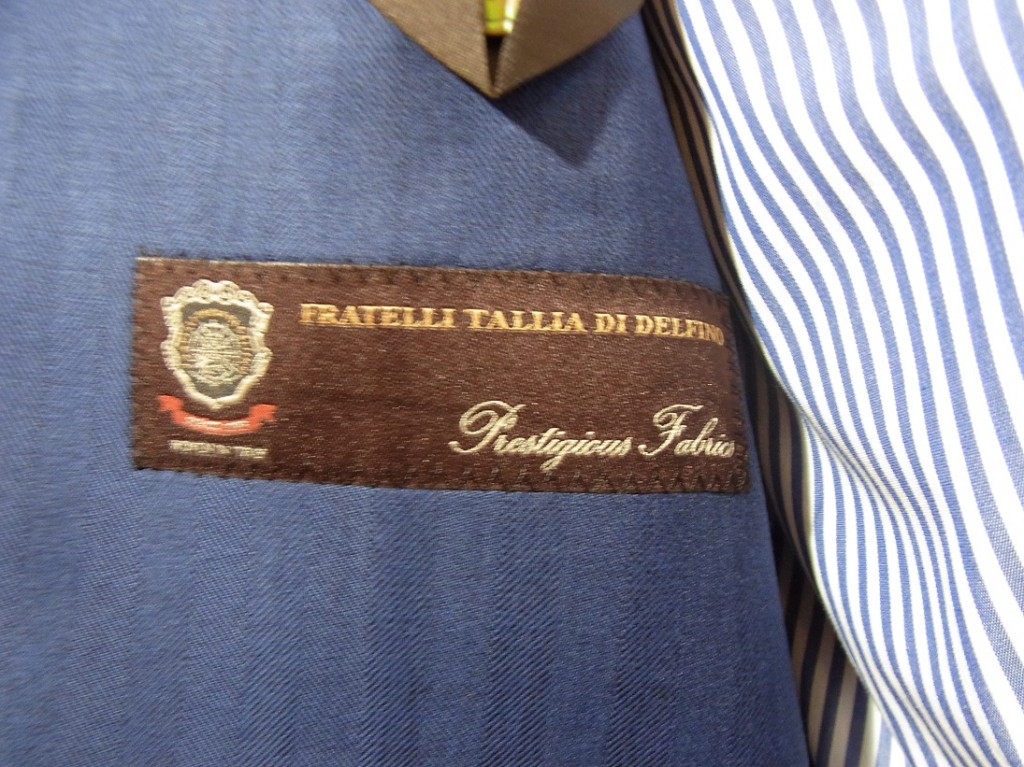 FRATELLI TALLIA DI DELFINO
Prestigious Fabrics